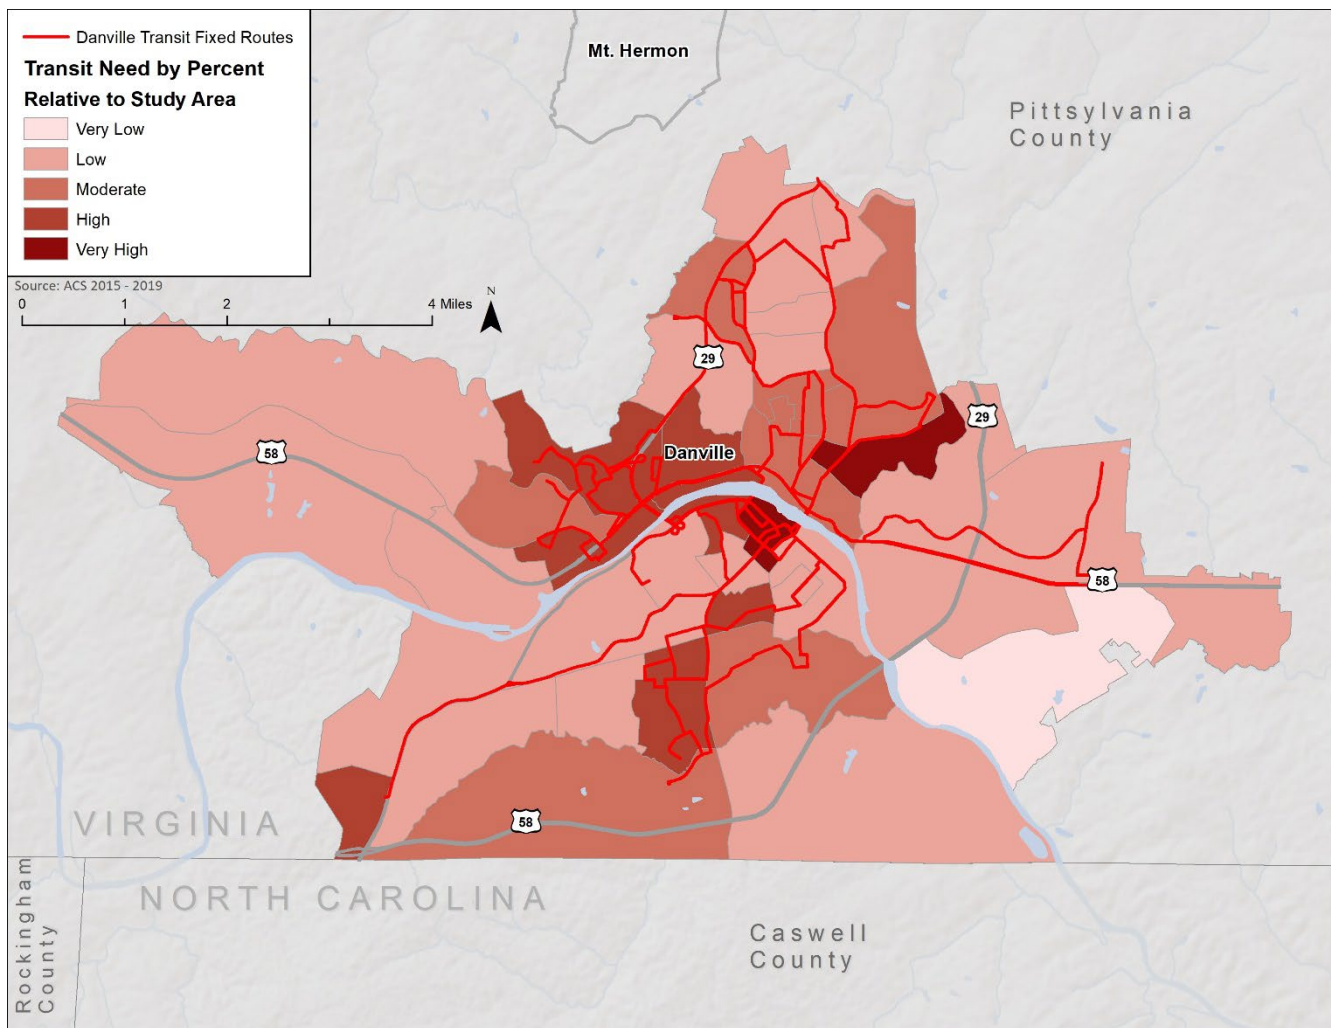 Danville Transit Fixed Routes
Transit Need by Percent
Relative to Study Area
Very Low
Low
Moderate
High
Very High
Source: ACS 2015 - 2019
0 1 2 4 Miles
N
Mt. Hermon
Pittsylvania
County
29
29
58
Danville
58
58
VIRGINIA
NORTH CAROLINA
Rockingham
County
Caswell
County